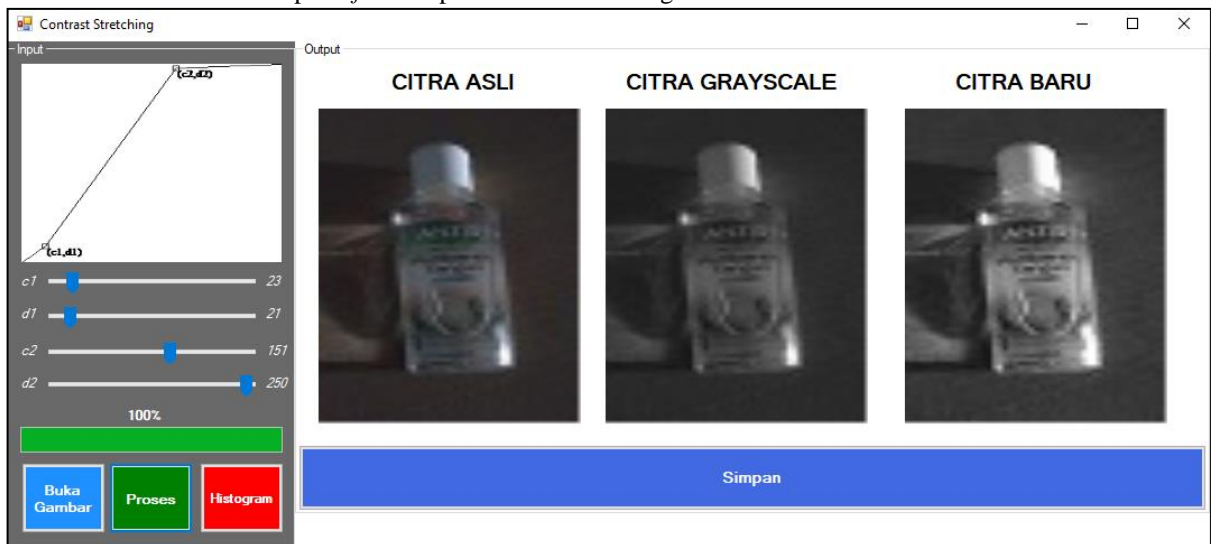 Contrast Stretching
Input
(c2,d2)
(c1,d1)
c1 23
d1 21
c2 151
d2 250
100%
Buka
Gambar
Proses
Histogram
Output
CITRA ASLI
CITRA GRAYSCALE
CITRA BARU
Simpan